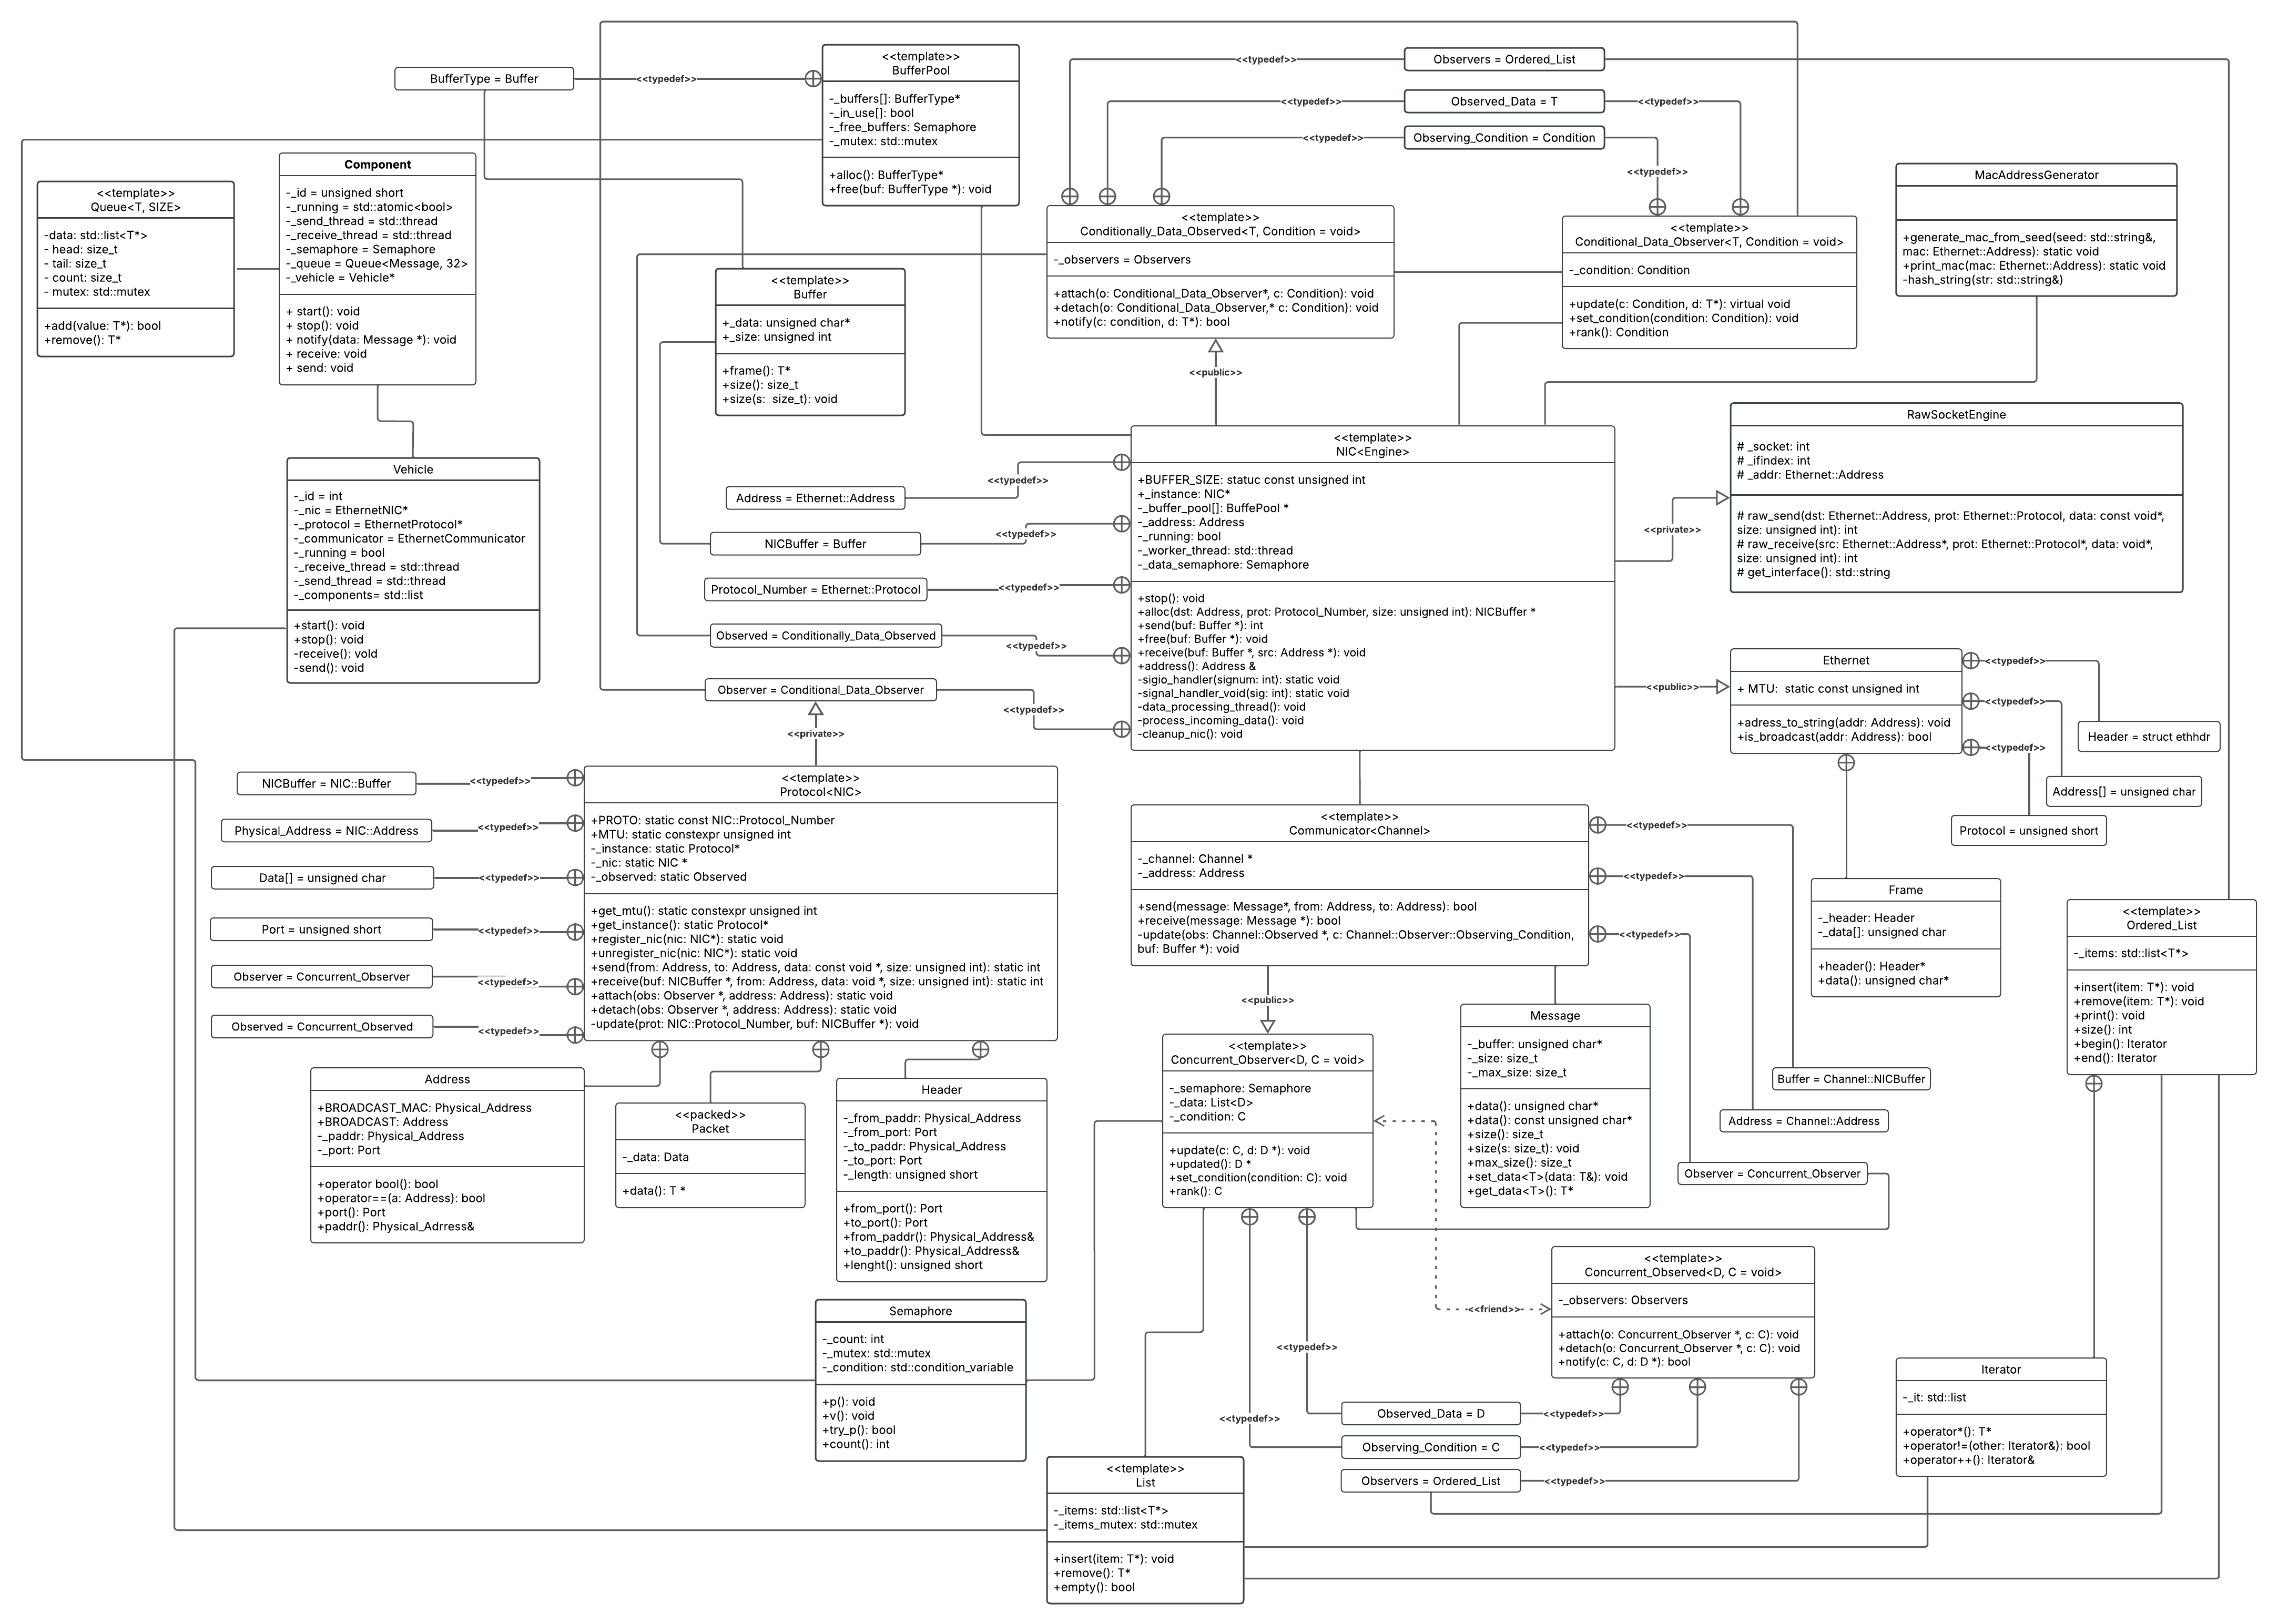 BufferType = Buffer
<<typedef>>
<<template>>
BufferPool
-_buffers[]: BufferType*
-_in_use[]: bool
-_free_buffers: Semaphore
-_mutex: std::mutex
+alloc(): BufferType*
+free(buf: BufferType *): void
<<typedef>>
Observers = Ordered_List
<<typedef>>
Observed_Data = T
<<typedef>>
<<typedef>>
Observing_Condition = Condition
<<typedef>>
<<template>>
Queue<T, SIZE>
-data: std::list<T*>
- head: size_t
- tail: size_t
- count: size_t
- mutex: std::mutex
+add(value: T*): bool
+remove(): T*
Component
-_id = unsigned short
-_running = std::atomic<bool>
-_send_thread = std::thread
-_receive_thread = std::thread
-_semaphore = Semaphore
-_queue = Queue<Message, 32>
-_vehicle = Vehicle*
+ start(): void
+ stop(): void
+ notify(data: Message *): void
+ receive: void
+ send: void
<<template>>
Buffer
+_data: unsigned char*
+_size: unsigned int
+frame(): T*
+size(): size_t
+size(s:  size_t): void
<<template>>
Conditionally_Data_Observed<T, Condition = void>
-_observers = Observers
+attach(o: Conditional_Data_Observer*, c: Condition): void
+detach(o: Conditional_Data_Observer,* c: Condition): void
+notify(c: condition, d: T*): bool
<<template>>
Conditional_Data_Observer<T, Condition = void>
-_condition: Condition
+update(c: Condition, d: T*): virtual void
+set_condition(condition: Condition): void
+rank(): Condition
MacAddressGenerator
+generate_mac_from_seed(seed: std::string&,
mac: Ethernet::Address): static void
+print_mac(mac: Ethernet::Address): static void
-hash_string(str: std::string&)
<<public>>
Vehicle
-_id = int
-_nic = EthernetNIC*
-_protocol = EthernetProtocol*
-_communicator = EthernetCommunicator
-_running = bool
-_receive_thread = std::thread
-_send_thread = std::thread
-_components= std::list
+start(): void
+stop(): void
-receive(): vold
-send(): void
Address = Ethernet::Address
<<typedef>>
NICBuffer = Buffer
<<typedef>>
Protocol_Number = Ethernet::Protocol
<<typedef>>
Observed = Conditionally_Data_Observed
<<typedef>>
Observer = Conditional_Data_Observer
<<typedef>>
<<template>>
NIC<Engine>
+BUFFER_SIZE: statuc const unsigned int
+_instance: NIC*
-_buffer_pool[]: BuffePool *
-_address: Address
-_running: bool
-_worker_thread: std::thread
-_data_semaphore: Semaphore
+stop(): void
+alloc(dst: Address, prot: Protocol_Number, size: unsigned int): NICBuffer *
+send(buf: Buffer *): int
+free(buf: Buffer *): void
+receive(buf: Buffer *, src: Address *): void
+address(): Address &
-sigio_handler(signum: int): static void
-signal_handler_void(sig: int): static void
-data_processing_thread(): void
-process_incoming_data(): void
-cleanup_nic(): void
<<private>>
RawSocketEngine
# _socket: int
# _ifindex: int
# _addr: Ethernet::Address
# raw_send(dst: Ethernet::Address, prot: Ethernet::Protocol, data: const void*,
size: unsigned int): int
# raw_receive(src: Ethernet::Address*, prot: Ethernet::Protocol*, data: void*,
size: unsigned int): int
# get_interface(): std::string
<<public>>
Ethernet
+ MTU:  static const unsigned int
+adress_to_string(addr: Address): void
+is_broadcast(addr: Address): bool
<<typedef>>
<<typedef>>
<<typedef>>
Header = struct ethhdr
Address[] = unsigned char
Protocol = unsigned short
<<private>>
NICBuffer = NIC::Buffer
<<typedef>>
Physical_Address = NIC::Address
<<typedef>>
Data[] = unsigned char
<<typedef>>
Port = unsigned short
<<typedef>>
Observer = Concurrent_Observer
<<typedef>>
Observed = Concurrent_Observed
<<typedef>>
<<template>>
Protocol<NIC>
+PROTO: static const NIC::Protocol_Number
+MTU: static constexpr unsigned int
-_instance: static Protocol*
-_nic: static NIC *
-_observed: static Observed
+get_mtu(): static constexpr unsigned int
+get_instance(): static Protocol*
+register_nic(nic: NIC*): static void
+unregister_nic(nic: NIC*): static void
+send(from: Address, to: Address, data: const void *, size: unsigned int): static int
+receive(buf: NICBuffer *, from: Address, data: void *, size: unsigned int): static int
+attach(obs: Observer *, address: Address): static void
+detach(obs: Observer *, address: Address): static void
-update(prot: NIC::Protocol_Number, buf: NICBuffer *): void
<<template>>
Communicator<Channel>
-_channel: Channel *
-_address: Address
+send(message: Message*, from: Address, to: Address): bool
+receive(message: Message *): bool
-update(obs: Channel::Observed *, c: Channel::Observer::Observing_Condition,
buf: Buffer *): void
<<typedef>>
<<typedef>>
<<typedef>>
Frame
-_header: Header
-_data[]: unsigned char
+header(): Header*
+data(): unsigned char*
<<template>>
Ordered_List
-_items: std::list<T*>
+insert(item: T*): void
+remove(item: T*): void
+print(): void
+size(): int
+begin(): Iterator
+end(): Iterator
<<public>>
Address
+BROADCAST_MAC: Physical_Address
+BROADCAST: Address
-_paddr: Physical_Address
-_port: Port
+operator bool(): bool
+operator==(a: Address): bool
+port(): Port
+paddr(): Physical_Adrress&
<<packed>>
Packet
-_data: Data
+data(): T *
Header
-_from_paddr: Physical_Address
-_from_port: Port
-_to_paddr: Physical_Address
-_to_port: Port
-_length: unsigned short
+from_port(): Port
+to_port(): Port
+from_paddr(): Physical_Address&
+to_paddr(): Physical_Address&
+lenght(): unsigned short
<<template>>
Concurrent_Observer<D, C = void>
-_semaphore: Semaphore
-_data: List<D>
-_condition: C
+update(c: C, d: D *): void
+updated(): D *
+set_condition(condition: C): void
+rank(): C
Message
-_buffer: unsigned char*
-_size: size_t
-_max_size: size_t
+data(): unsigned char*
+data(): const unsigned char*
+size(): size_t
+size(s: size_t): void
+max_size(): size_t
+set_data<T>(data: T&): void
+get_data<T>(): T*
Buffer = Channel::NICBuffer
Address = Channel::Address
Observer = Concurrent_Observer
<<template>>
Concurrent_Observed<D, C = void>
-_observers: Observers
+attach(o: Concurrent_Observer *, c: C): void
+detach(o: Concurrent_Observer *, c: C): void
+notify(c: C, d: D *): bool
<<friend>>
Semaphore
-_count: int
-_mutex: std::mutex
-_condition: std::condition_variable
+p(): void
+v(): void
+try_p(): bool
+count(): int
<<typedef>>
<<typedef>>
Observed_Data = D
<<typedef>>
Observing_Condition = C
<<typedef>>
Observers = Ordered_List
<<typedef>>
Iterator
-_it: std::list
+operator*(): T*
+operator!=(other: Iterator&): bool
+operator++(): Iterator&
<<template>>
List
-_items: std::list<T*>
-_items_mutex: std::mutex
+insert(item: T*): void
+remove(): T*
+empty(): bool